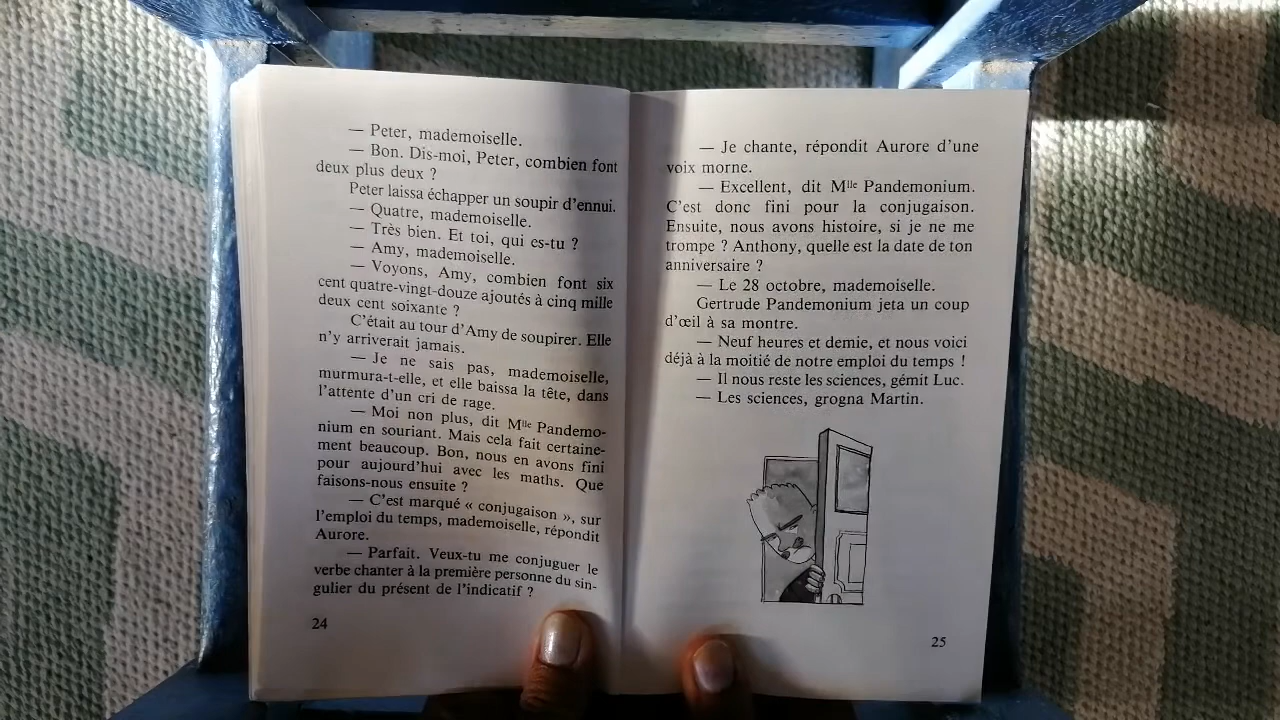 — Peter, mademoiselle.
— Bon. Dis-moi, Peter, combien font
deux plus deux ?
Peter laissa échapper un soupir d'ennui.
— Quatre, mademoiselle.
— Très bien. Et toi, qui es-tu ?
— Amy, mademoiselle.
— Voyons, Amy, combien font six
cent quatre-vingt-douze ajoutés à cinq mille
deux cent soixante ?
C'était au tour d'Amy de soupirer. Elle
n'y arriverait jamais.
— Je ne sais pas, mademoiselle,
murmura-t-elle, et elle baissa la tête, dans
l'attente d'un cri de rage.
— Moi non plus, dit Mlle Pandemo-
nium en souriant. Mais cela fait certaine-
ment beaucoup. Bon, nous en avons fini
pour aujourd'hui avec les maths. Que
faisons-nous ensuite ?
— C'est marqué « conjugaison », sur
l'emploi du temps, mademoiselle, répondit
Aurore.
— Parfait. Veux-tu me conjuguer le
verbe chanter à la première personne du sin-
gulier du présent de l'indicatif ?
24
— Je chante, répondit Aurore d'une
voix morne.
— Excellent, dit Mlle Pandemonium.
C'est donc fini pour la conjugaison.
Ensuite, nous avons histoire, si je ne me
trompe ? Anthony, quelle est la date de ton
anniversaire ?
— Le 28 octobre, mademoiselle.
Gertrude Pandemonium jeta un coup
d'œil à sa montre.
— Neuf heures et demie, et nous voici
déjà à la moitié de notre emploi du temps !
— Il nous reste les sciences, gémit Luc.
— Les sciences, grogna Martin.
25